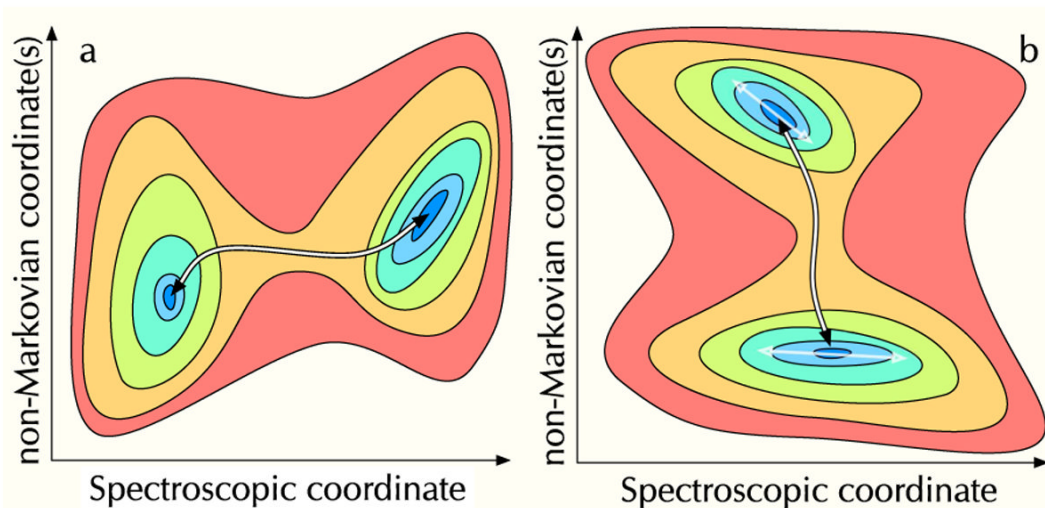 a
non-Markovian coordinate(s)
Spectroscopic coordinate
b
non-Markovian coordinate(s)
Spectroscopic coordinate